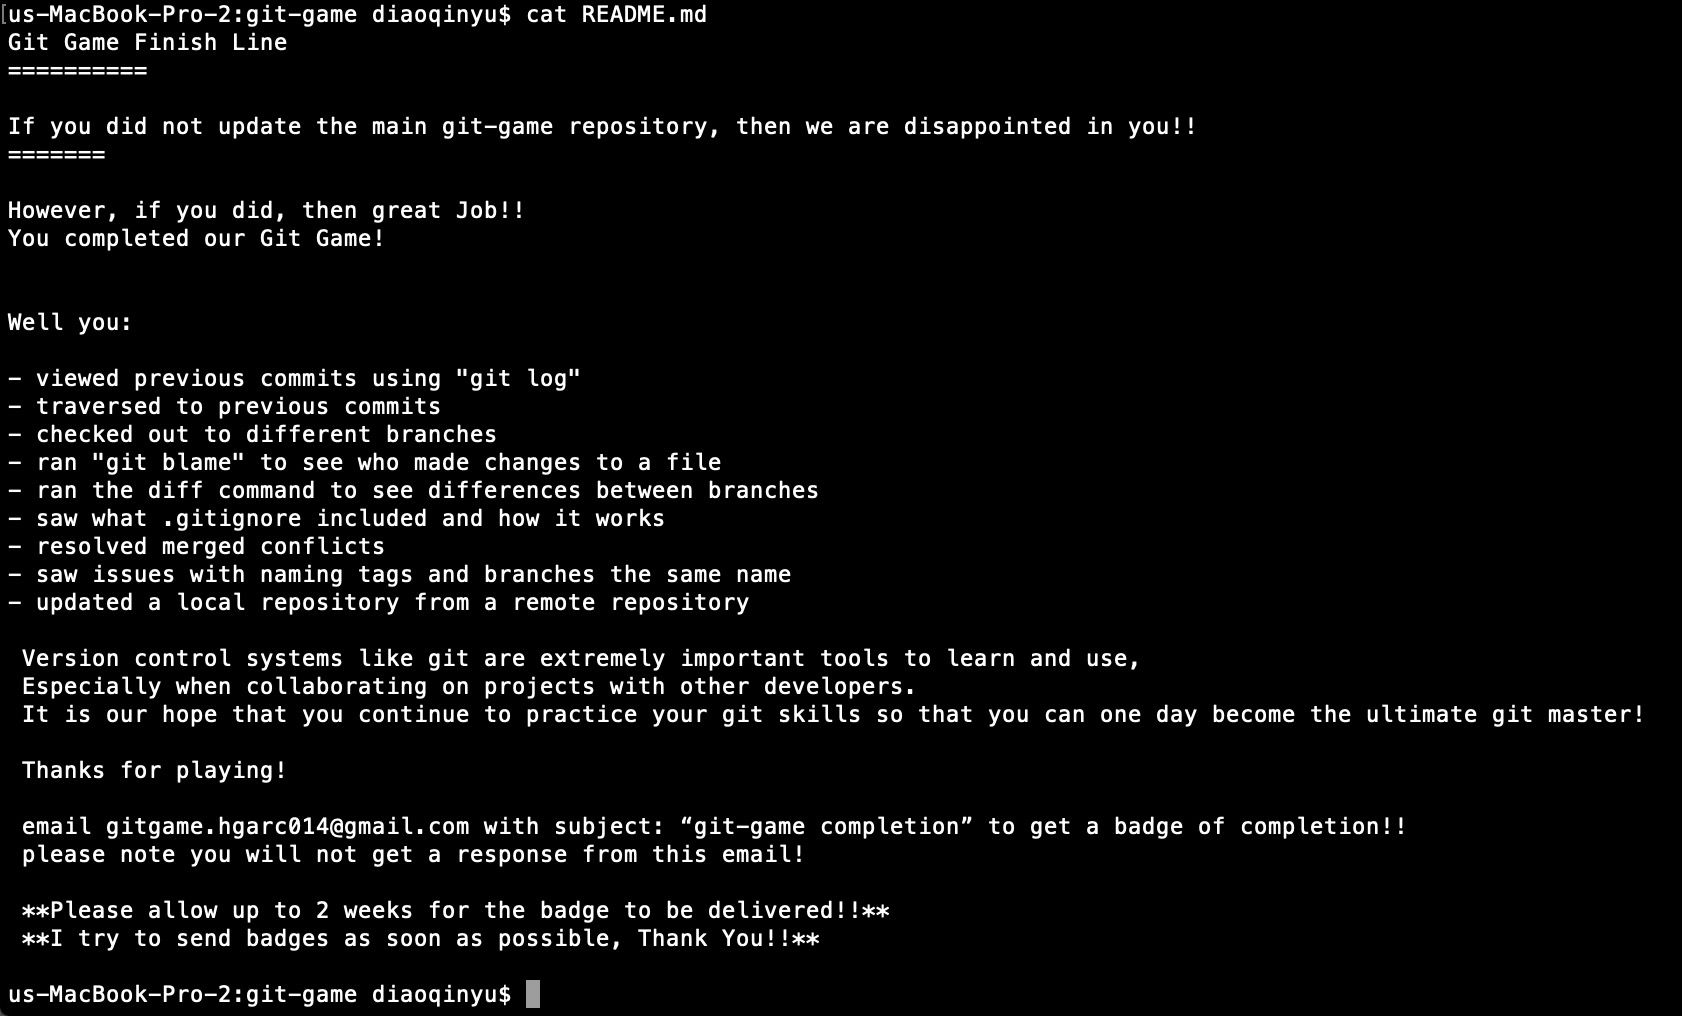 us-MacBook-Pro-2:git-game diaoqinyu$ cat README.md
Git Game Finish Line
==========
If you did not update the main git-game repository, then we are disappointed in you!!
=======
However, if you did, then great Job!!
You completed our Git Game!
Well you:
- viewed previous commits using "git log"
- traversed to previous commits
- checked out to different branches
- ran "git blame" to see who made changes to a file
- ran the diff command to see differences between branches
- saw what .gitignore included and how it works
- resolved merged conflicts
- saw issues with naming tags and branches the same name
- updated a local repository from a remote repository
Version control systems like git are extremely important tools to learn and use,
Especially when collaborating on projects with other developers.
It is our hope that you continue to practice your git skills so that you can one day become the ultimate git master!
Thanks for playing!
email gitgame.hgarc014@gmail.com with subject: “git-game completion” to get a badge of completion!!
please note you will not get a response from this email!
**Please allow up to 2 weeks for the badge to be delivered!!**
**I try to send badges as soon as possible, Thank You!!**
us-MacBook-Pro-2:git-game diaoqinyu$